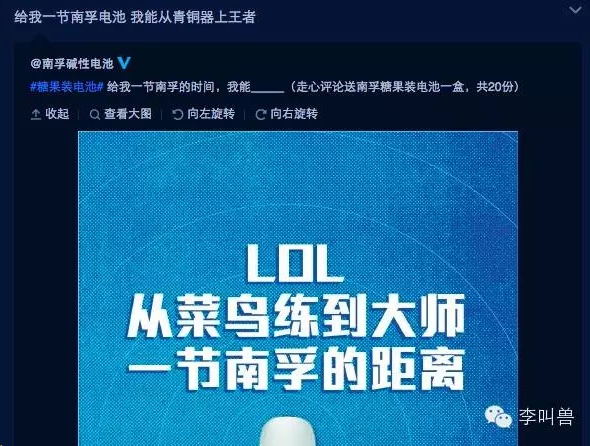 给我一节南孚电池 我能从青铜器上王者
@南孚碱性电池
#糖果装电池# 给我一节南孚的时间，我能_____（走心评论送南孚糖果装电池一盒，共20份）
收起 查看大图 向左旋转 向右旋转
LOL
从菜鸟练到大师
一节南孚的距离
李叫兽